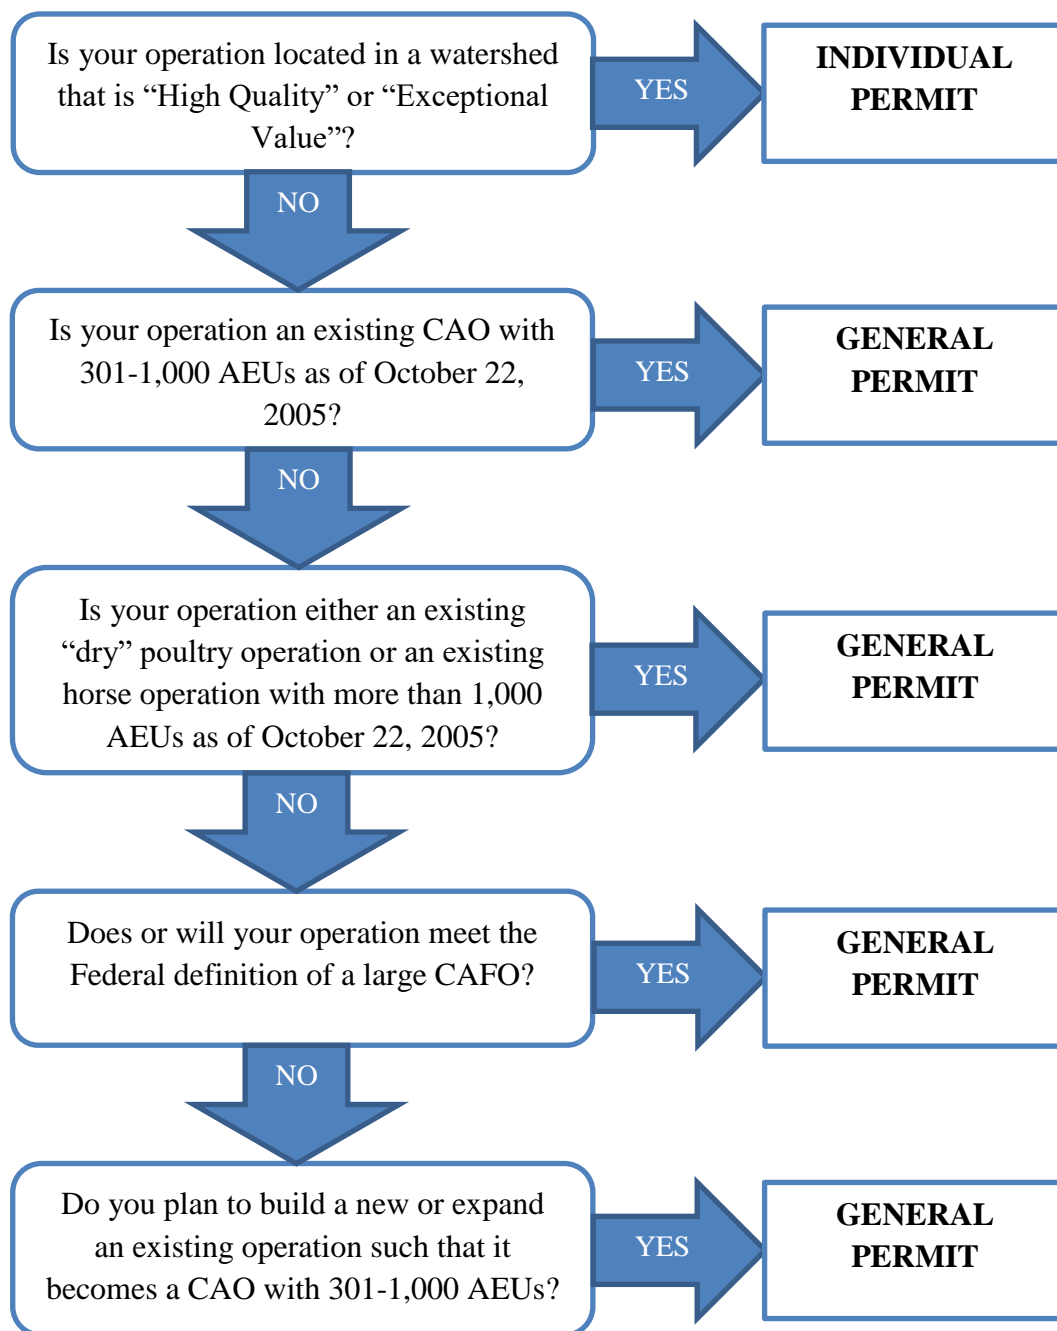 Is your operation located in a watershed
that is “High Quality” or “Exceptional
Value”?
YES
INDIVIDUAL
PERMIT
NO
Is your operation an existing CAO with
301-1,000 AEUs as of October 22,
2005?
YES
GENERAL
PERMIT
NO
Is your operation either an existing
“dry” poultry operation or an existing
horse operation with more than 1,000
AEUs as of October 22, 2005?
YES
GENERAL
PERMIT
NO
Does or will your operation meet the
Federal definition of a large CAFO?
YES
GENERAL
PERMIT
NO
Do you plan to build a new or expand
an existing operation such that it
becomes a CAO with 301-1,000 AEUs?
YES
GENERAL
PERMIT